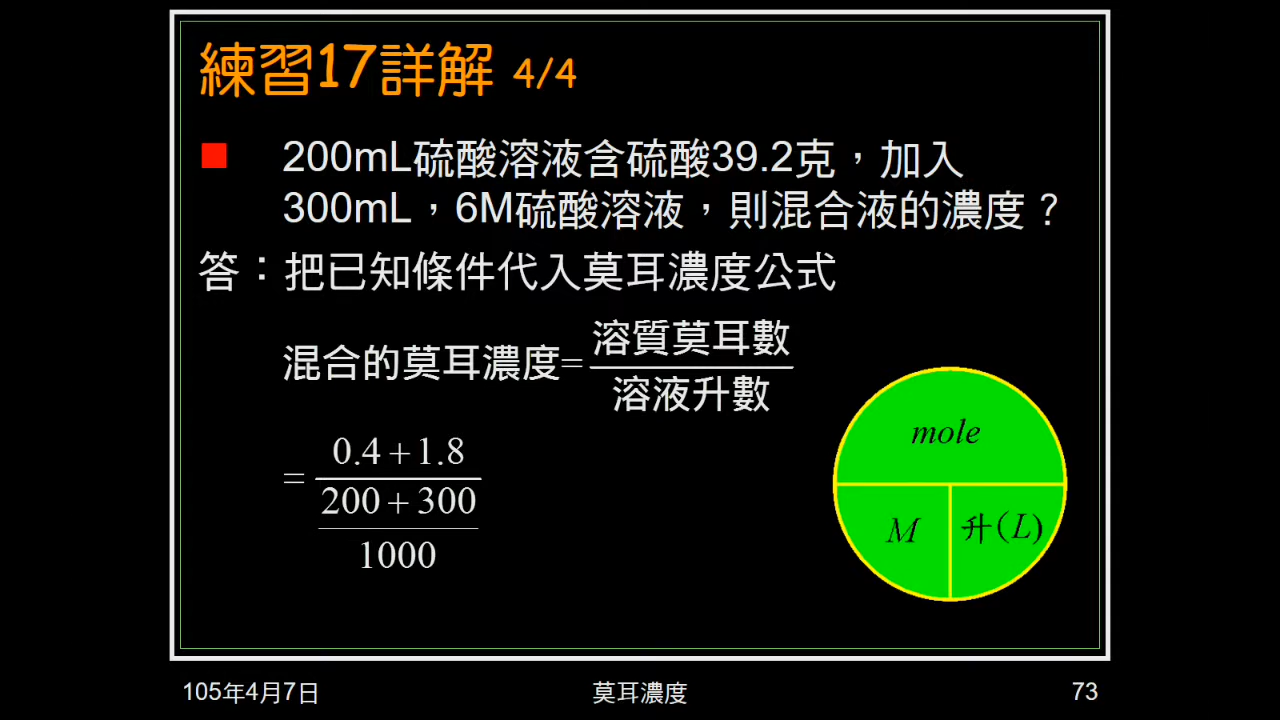 練習17詳解 4/4
200mL硫酸溶液含硫酸39.2克，加入
300mL，6M硫酸溶液，則混合液的濃度？
答：把已知條件代入莫耳濃度公式
混合的莫耳濃度=
溶質莫耳數
溶液升數
=
0.4+1.8
200+300
1000
mole
M 升(L)
105年4月7日 莫耳濃度 73